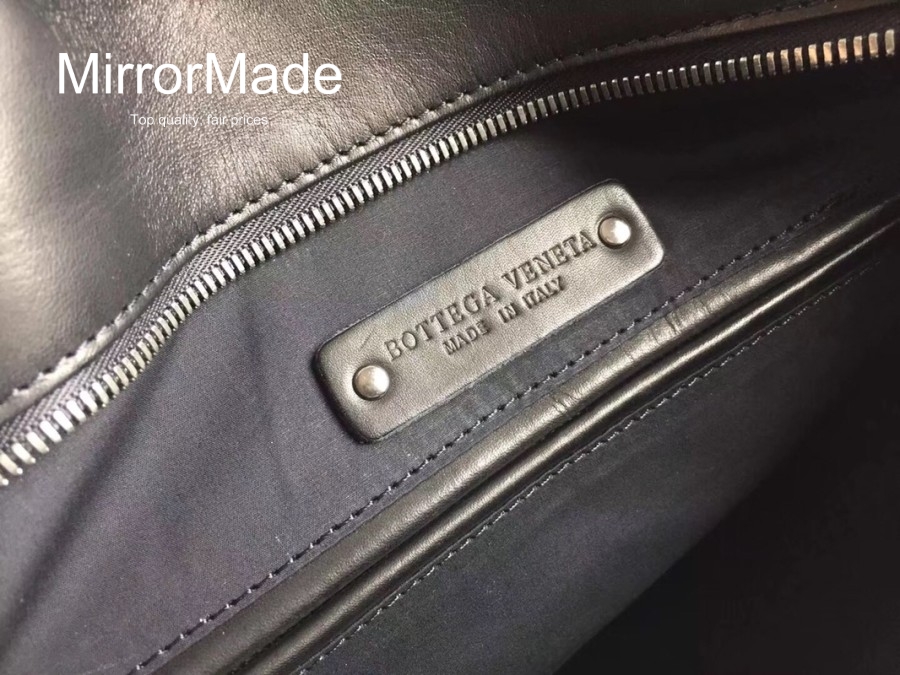 MirrorMade
Top quality, fair prices
BOTTEGA VENETA
MADE IN ITALY